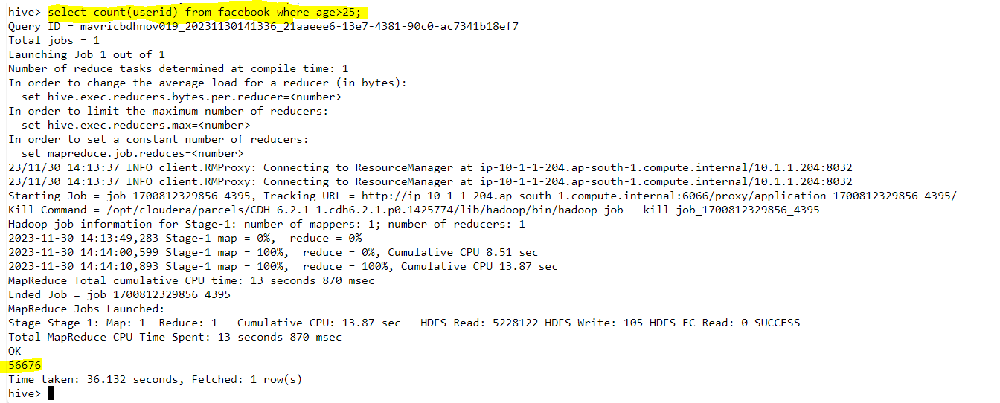 hive> select count(userid) from facebook where age>25;
Query ID = mavricbdhnov019_20231130141336_21aaeee6-13e7-4381-90c0-ac7341b18ef7
Total jobs = 1
Launching Job 1 out of 1
Number of reduce tasks determined at compile time: 1
In order to change the average load for a reducer (in bytes):
  set hive.exec.reducers.bytes.per.reducer=<number>
In order to limit the maximum number of reducers:
  set hive.exec.reducers.max=<number>
In order to set a constant number of reducers:
  set mapreduce.job.reduces=<number>
23/11/30 14:13:37 INFO client.RMProxy: Connecting to ResourceManager at ip-10-1-1-204.ap-south-1.compute.internal/10.1.1.204:8032
23/11/30 14:13:37 INFO client.RMProxy: Connecting to ResourceManager at ip-10-1-1-204.ap-south-1.compute.internal/10.1.1.204:8032
Starting Job = job_1700812329856_4395, Tracking URL = http://ip-10-1-1-204.ap-south-1.compute.internal:6066/proxy/application_1700812329856_4395/
Kill Command = /opt/cloudera/parcels/CDH-6.2.1-1.cdh6.2.1.p0.1425774/lib/hadoop/bin/hadoop job  -kill job_1700812329856_4395
Hadoop job information for Stage-1: number of mappers: 1; number of reducers: 1
2023-11-30 14:13:49,283 Stage-1 map = 0%,  reduce = 0%
2023-11-30 14:14:00,599 Stage-1 map = 100%,  reduce = 0%, Cumulative CPU 8.51 sec
2023-11-30 14:14:10,893 Stage-1 map = 100%,  reduce = 100%, Cumulative CPU 13.87 sec
MapReduce Total cumulative CPU time: 13 seconds 870 msec
Ended Job = job_1700812329856_4395
MapReduce Jobs Launched:
Stage-Stage-1: Map: 1  Reduce: 1   Cumulative CPU: 13.87 sec   HDFS Read: 5228122 HDFS Write: 105 HDFS EC Read: 0 SUCCESS
Total MapReduce CPU Time Spent: 13 seconds 870 msec
OK
56676
Time taken: 36.132 seconds, Fetched: 1 row(s)
hive>